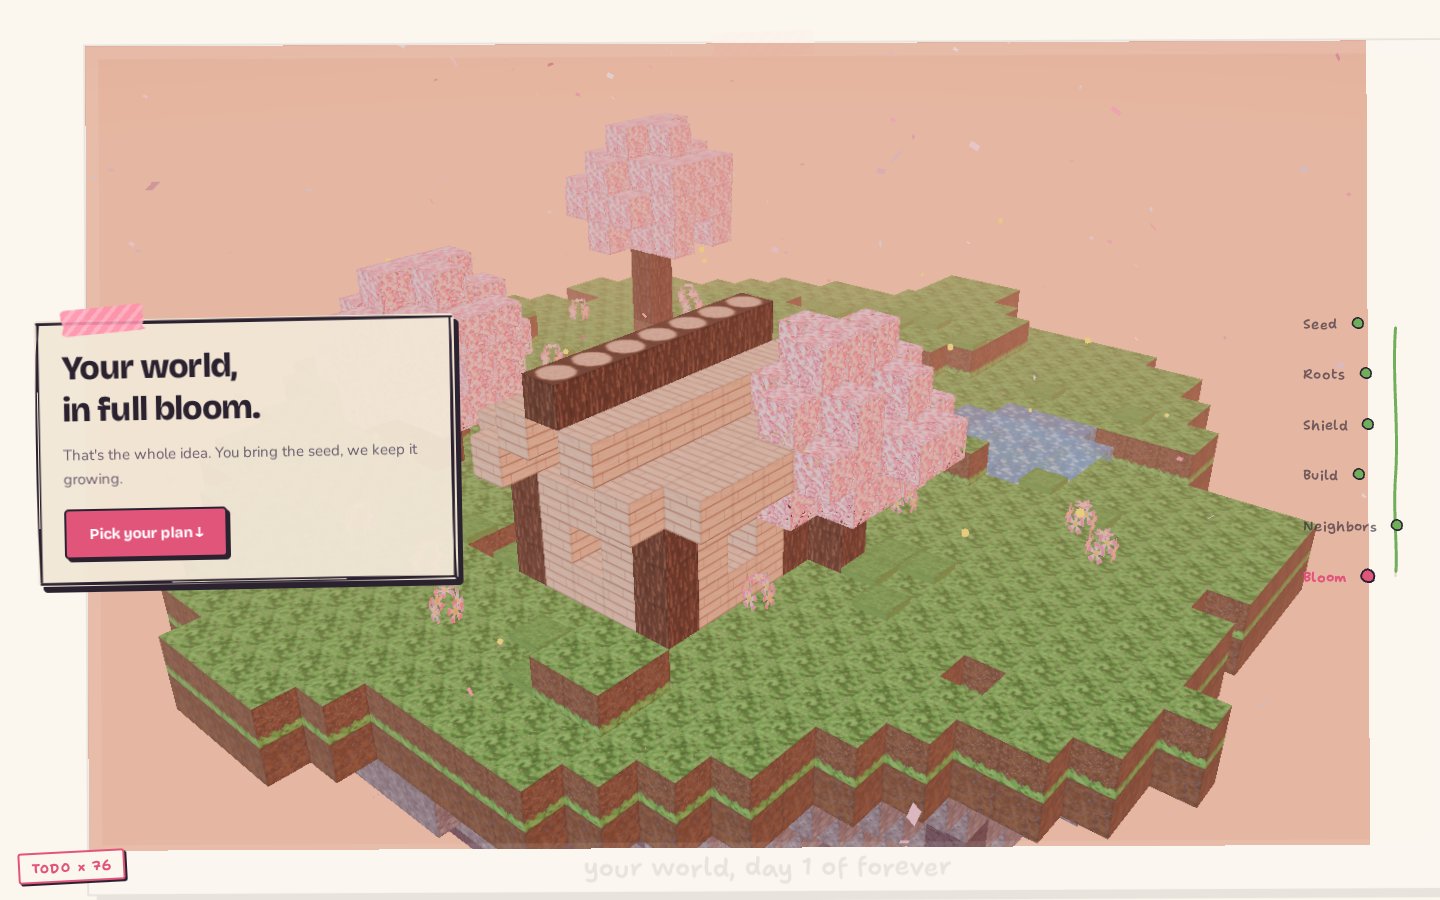 Your world,
in full bloom.
That's the whole idea. You bring the seed, we keep it
growing.
Pick your plan↓
Seed
Roots
Shield
Build
Neighbors
Bloom
TODO x 76
your world, day 1 of forever